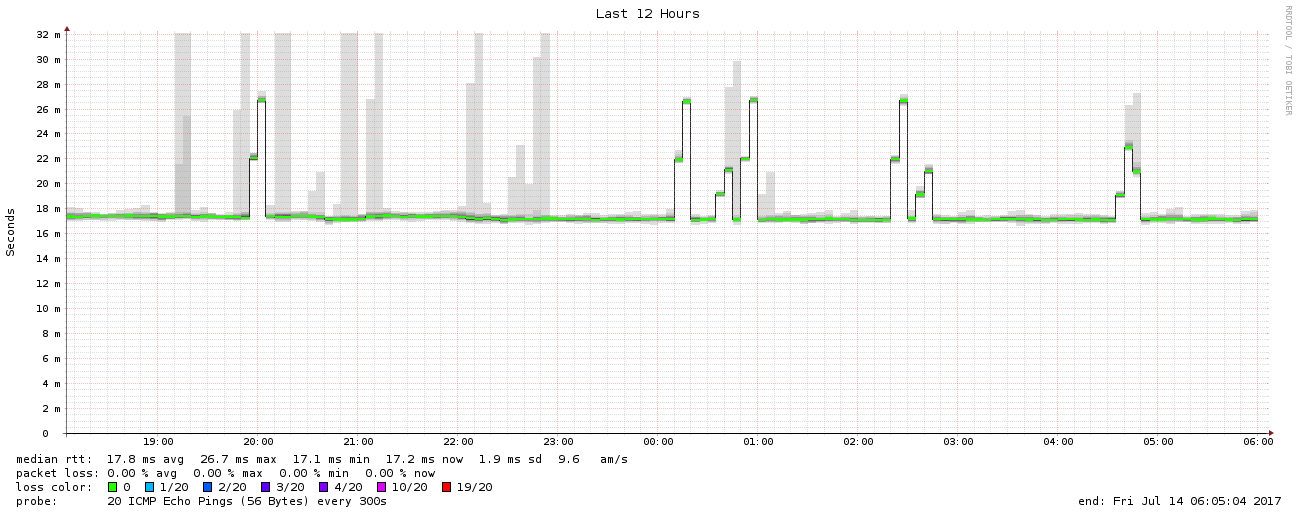 Last 12 Hours
RRDTOOL / TOBI OETIKER
Seconds
32 m
30 m
28 m
26 m
24 m
22 m
20 m
18 m
16 m
14 m
12 m
10 m
8 m
6 m
4 m
2 m
0
19:00 20:00 21:00 22:00 23:00 00:00 01:00 02:00 03:00 04:00 05:00 06:00
median rtt: 17.8 ms avg 26.7 ms max 17.1 ms min 17.2 ms now 1.9 ms sd 9.6 am/s
packet loss: 0.00 % avg 0.00 % max 0.00 % min 0.00 % now
loss color: 0 1/20 2/20 3/20 4/20 10/20 19/20
probe: 20 ICMP Echo Pings (56 Bytes) every 300s end: Fri Jul 14 06:05:04 2017